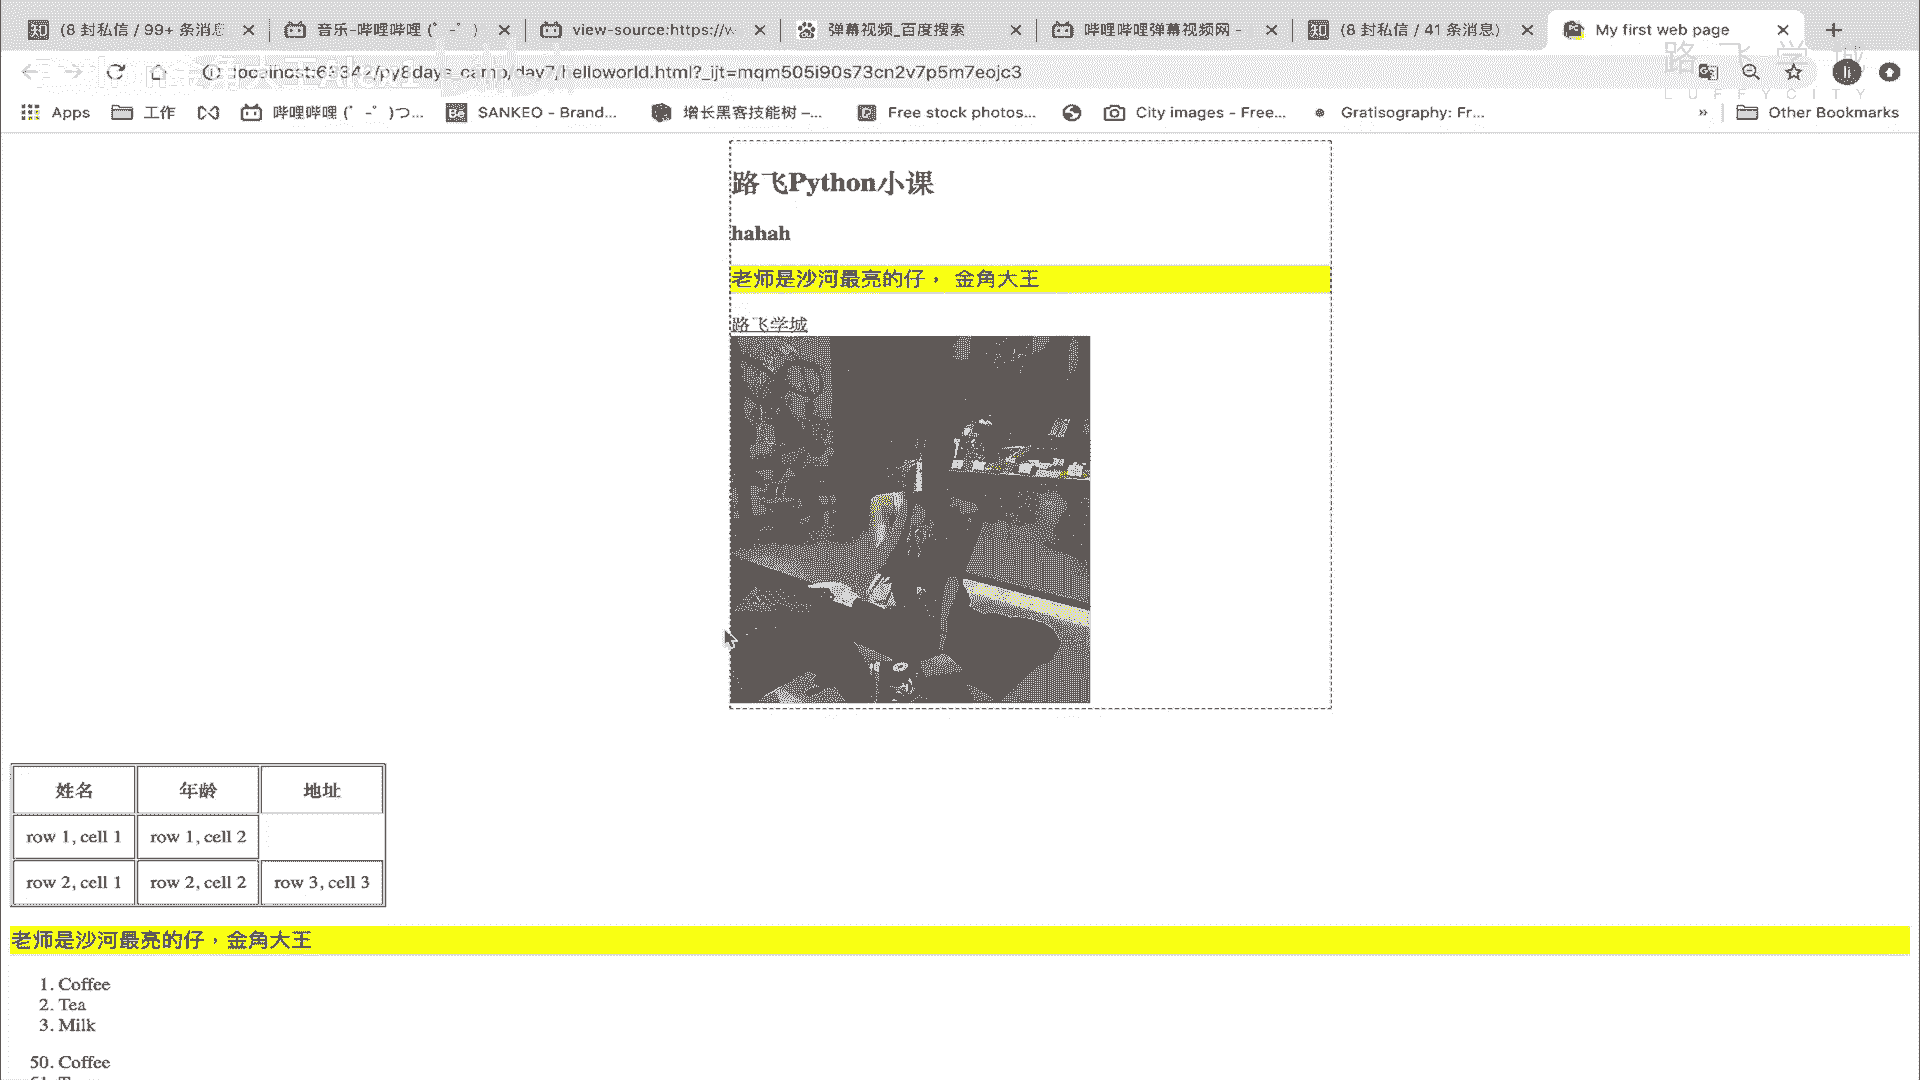 (8 封私信 / 99+ 条消息
音乐-哔哩哔哩 (゜-゜)
view-source:https://w
弹幕视频_百度搜索
哔哩哔哩弹幕视频网 -
(8 封私信 / 41 条消息)
My first web page
路飞学城
LUFFYCITY
localhost:63342/py8days_camp/day7/helloworld.html?_ijt=mqm505i90s73cn2v7p5m7eojc3
Apps
工作
哔哩哔哩 (゜-゜)つ...
SANKEO - Brand...
增长黑客技能树 –...
Free stock photos...
City images - Free...
Gratisography: Fr...
»
Other Bookmarks
路飞Python小课
hahah
老师是沙河最亮的仔， 金角大王
路飞学城
姓名 年龄 地址
row 1, cell 1 row 1, cell 2
row 2, cell 1 row 2, cell 2 row 3, cell 3
老师是沙河最亮的仔，金角大王
1. Coffee
2. Tea
3. Milk
50. Coffee